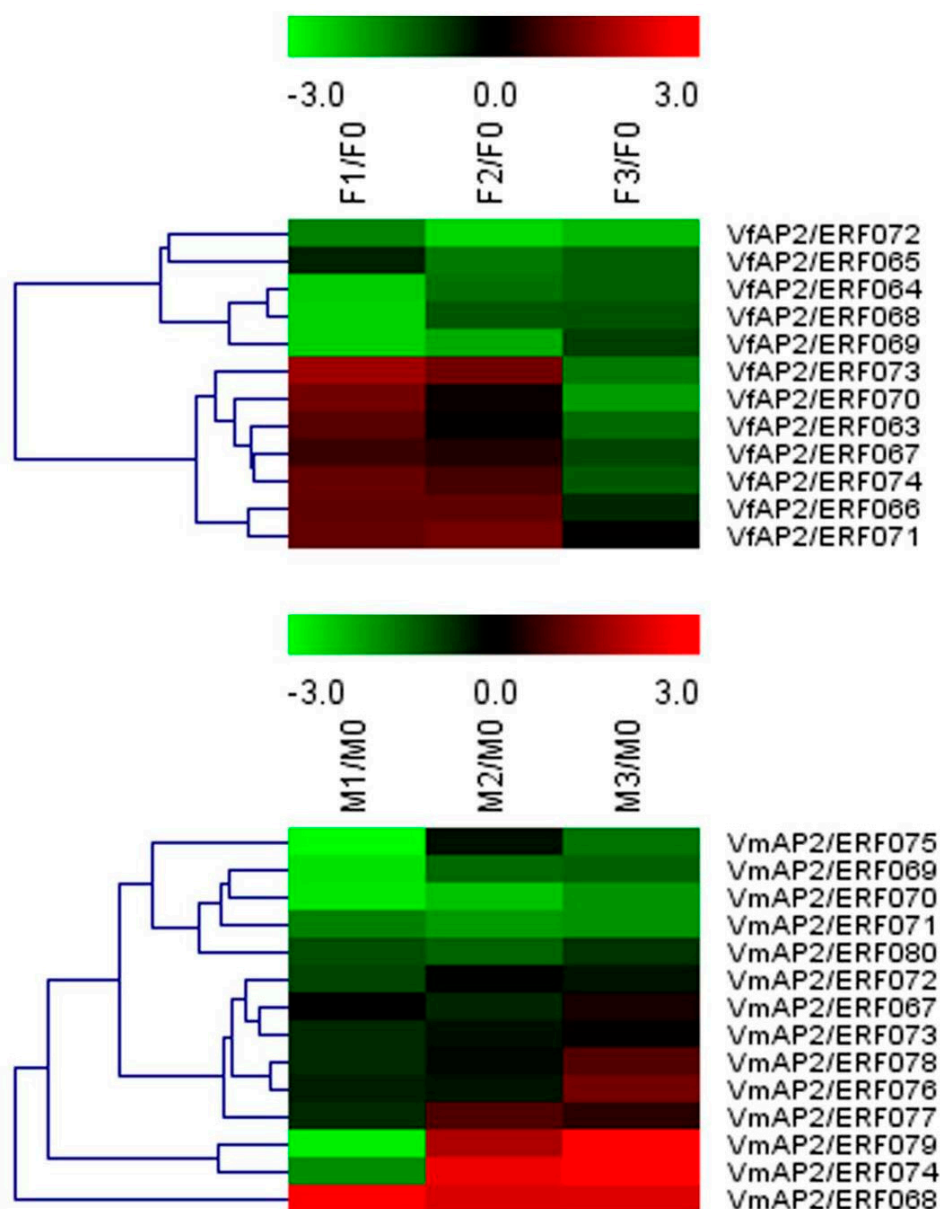 -3.0 0.0 3.0
F1/F0 F2/F0 F3/F0
VfAP2/ERF072
VfAP2/ERF065
VfAP2/ERF064
VfAP2/ERF068
VfAP2/ERF069
VfAP2/ERF073
VfAP2/ERF070
VfAP2/ERF063
VfAP2/ERF067
VfAP2/ERF074
VfAP2/ERF066
VfAP2/ERF071
-3.0 0.0 3.0
M1/M0 M2/M0 M3/M0
VmAP2/ERF075
VmAP2/ERF069
VmAP2/ERF070
VmAP2/ERF071
VmAP2/ERF080
VmAP2/ERF072
VmAP2/ERF067
VmAP2/ERF073
VmAP2/ERF078
VmAP2/ERF076
VmAP2/ERF077
VmAP2/ERF079
VmAP2/ERF074
VmAP2/ERF068